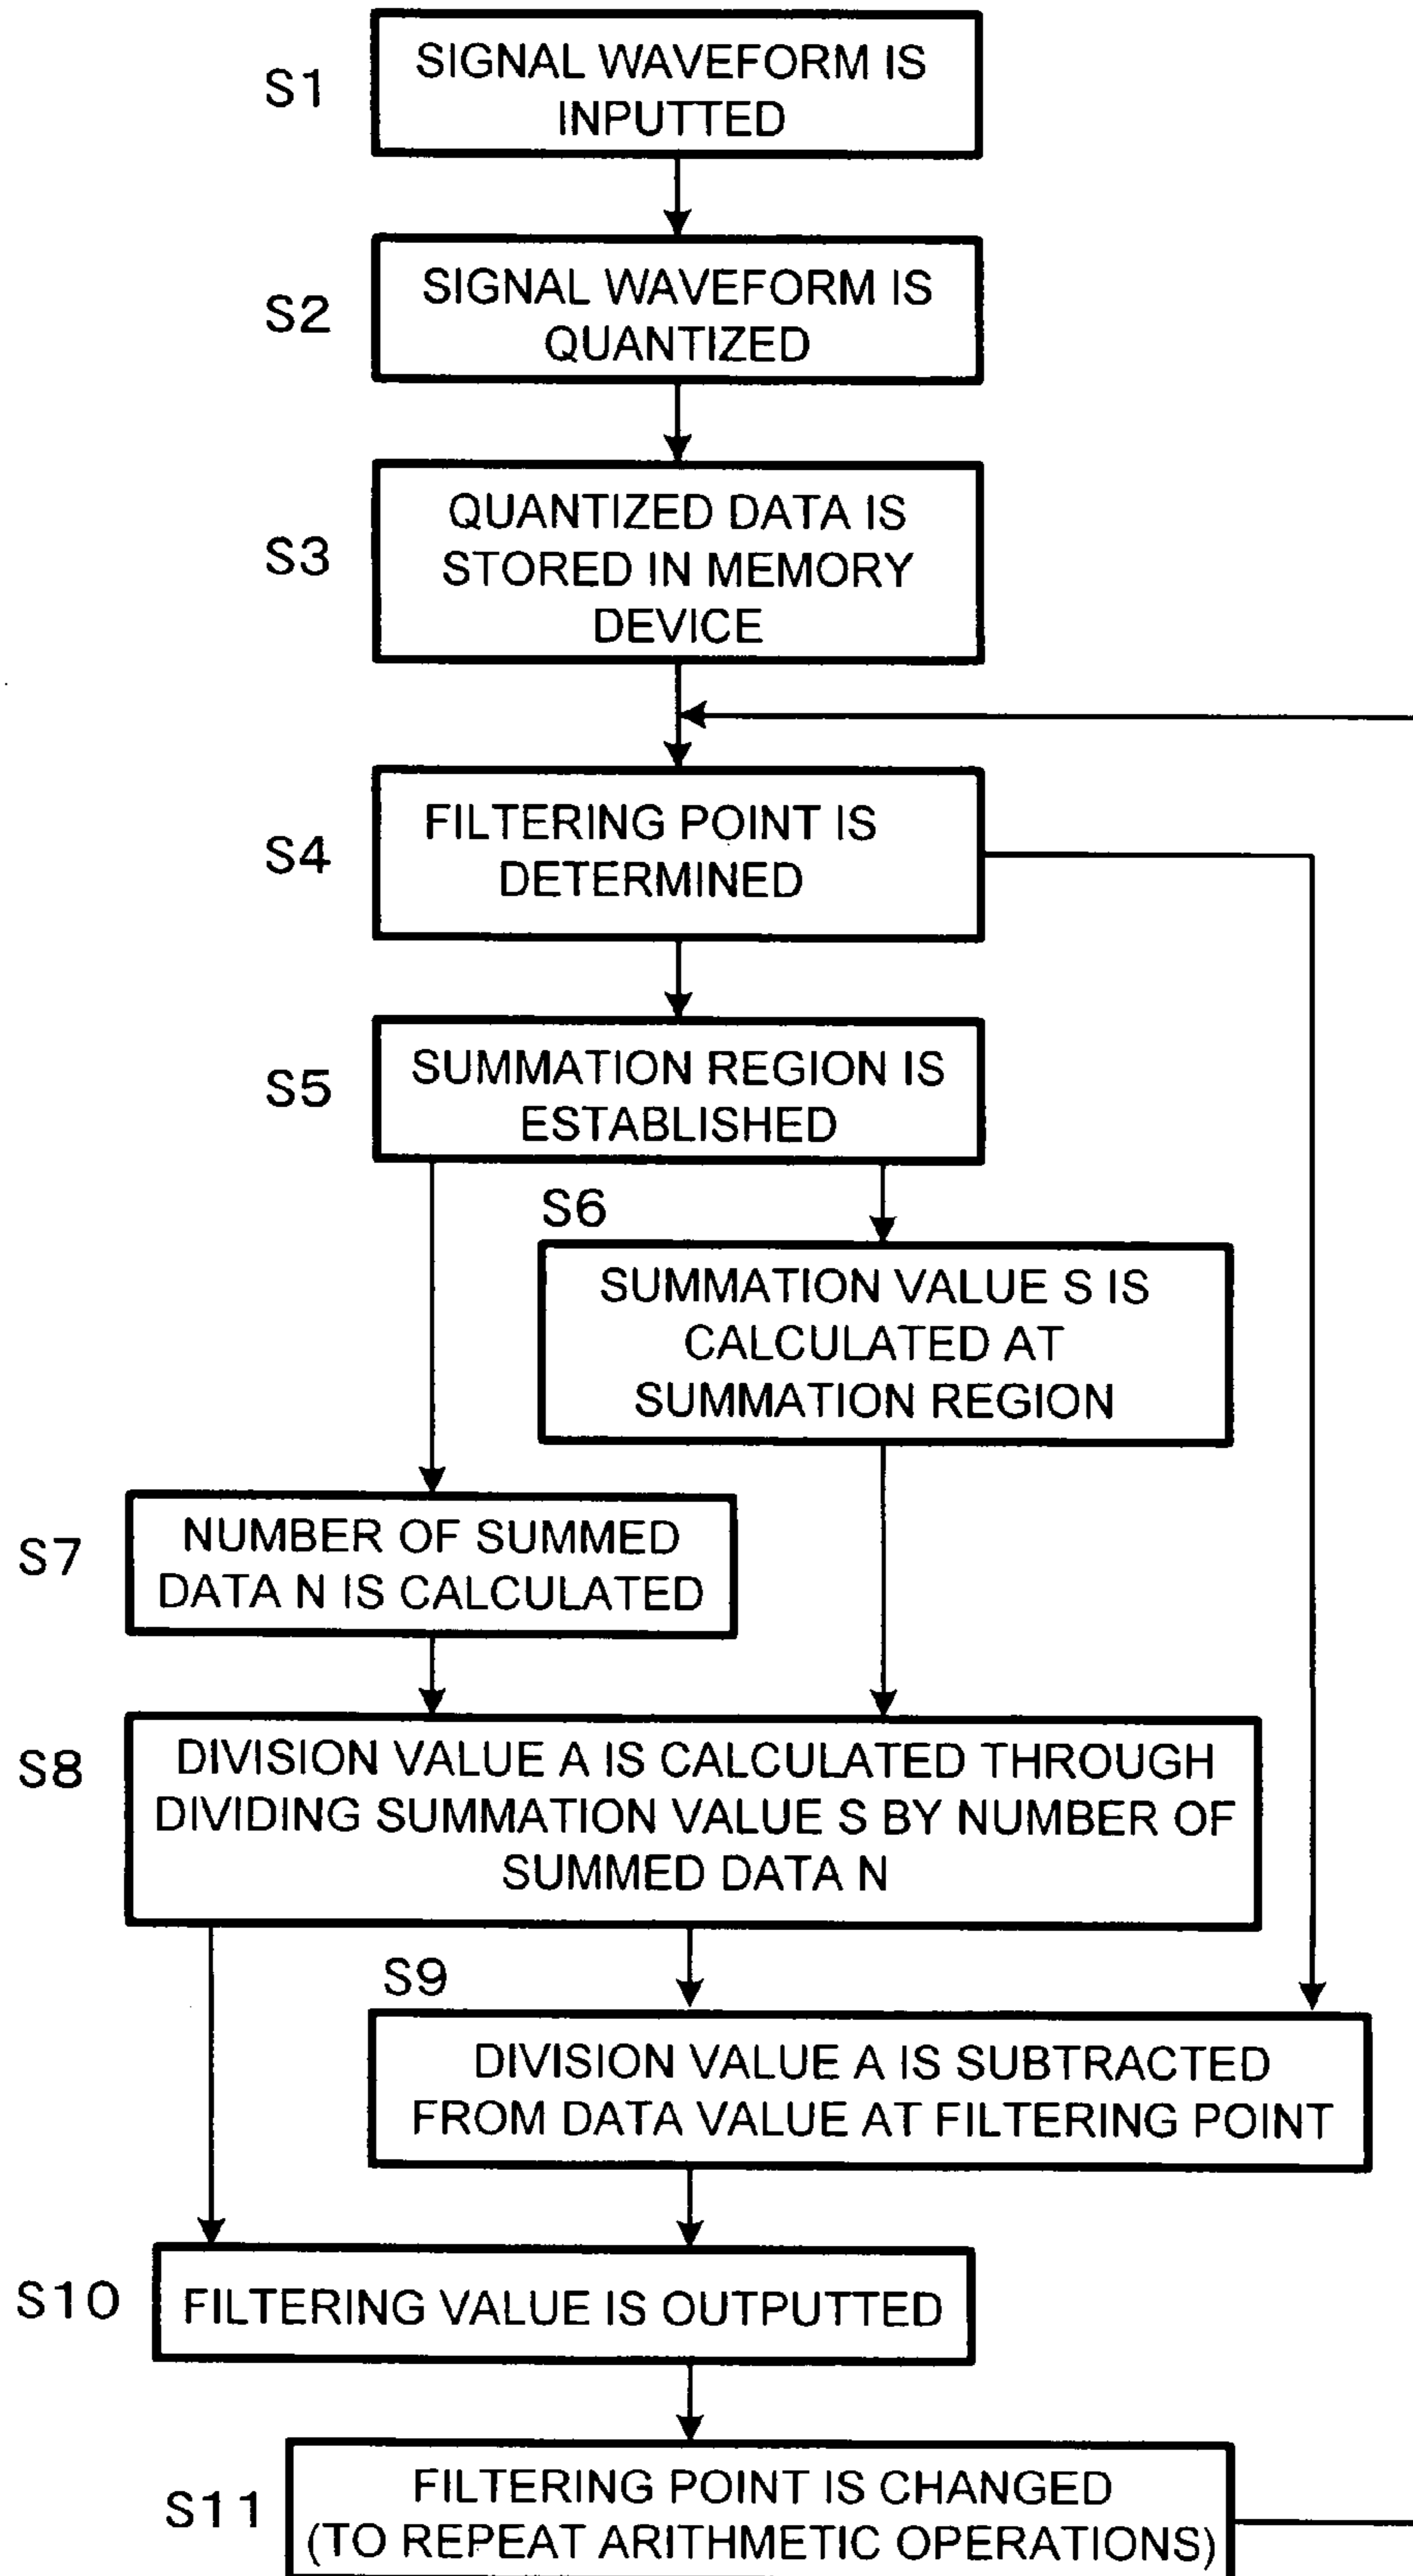 S1
SIGNAL WAVEFORM IS
INPUTTED
S2
SIGNAL WAVEFORM IS
QUANTIZED
S3
QUANTIZED DATA IS
STORED IN MEMORY
DEVICE
S4
FILTERING POINT IS
DETERMINED
S5
SUMMATION REGION IS
ESTABLISHED
S6
SUMMATION VALUE S IS
CALCULATED AT
SUMMATION REGION
S7
NUMBER OF SUMMED
DATA N IS CALCULATED
S8
DIVISION VALUE A IS CALCULATED THROUGH
DIVIDING SUMMATION VALUE S BY NUMBER OF
SUMMED DATA N
S9
DIVISION VALUE A IS SUBTRACTED
FROM DATA VALUE AT FILTERING POINT
S10
FILTERING VALUE IS OUTPUTTED
S11
FILTERING POINT IS CHANGED
(TO REPEAT ARITHMETIC OPERATIONS)